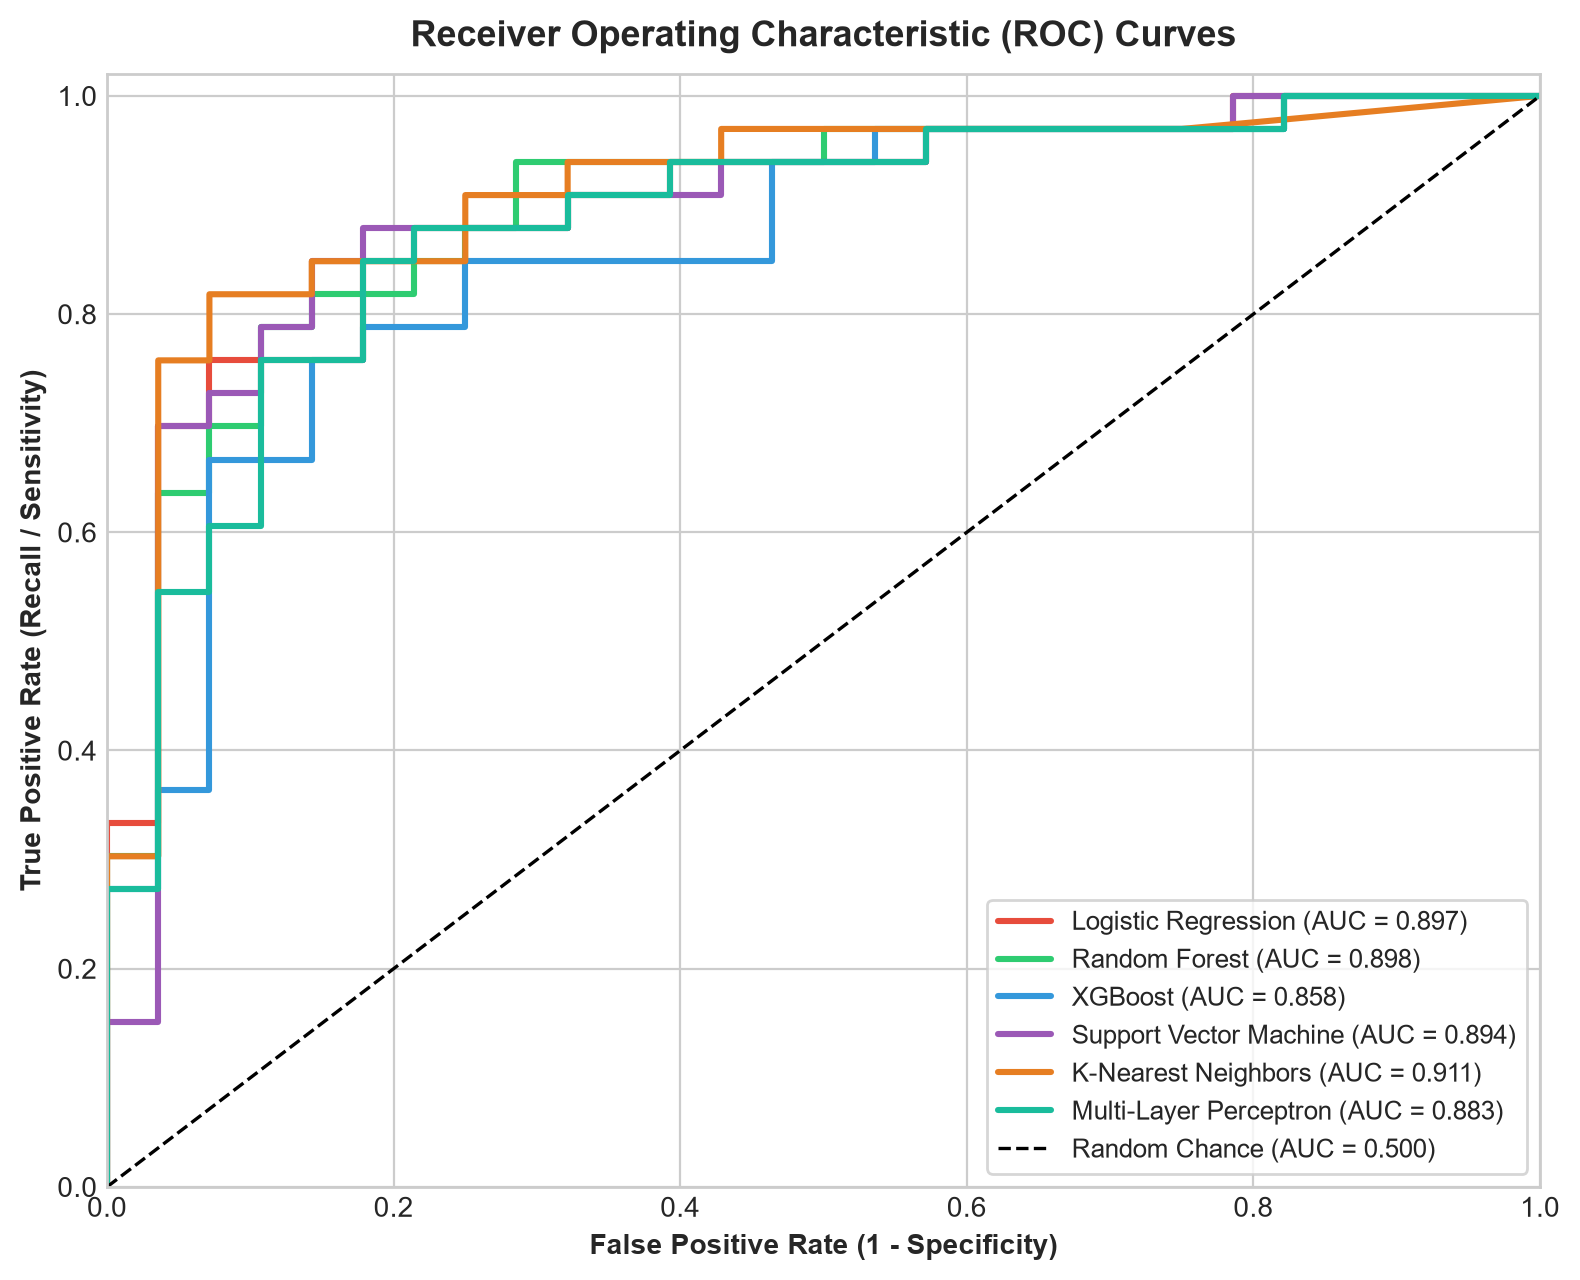 Receiver Operating Characteristic (ROC) Curves
True Positive Rate (Recall / Sensitivity)
1.0
0.8
0.6
0.4
0.2
0.0
0.0 0.2 0.4 0.6 0.8 1.0
False Positive Rate (1 - Specificity)
Logistic Regression (AUC = 0.897)
Random Forest (AUC = 0.898)
XGBoost (AUC = 0.858)
Support Vector Machine (AUC = 0.894)
K-Nearest Neighbors (AUC = 0.911)
Multi-Layer Perceptron (AUC = 0.883)
Random Chance (AUC = 0.500)